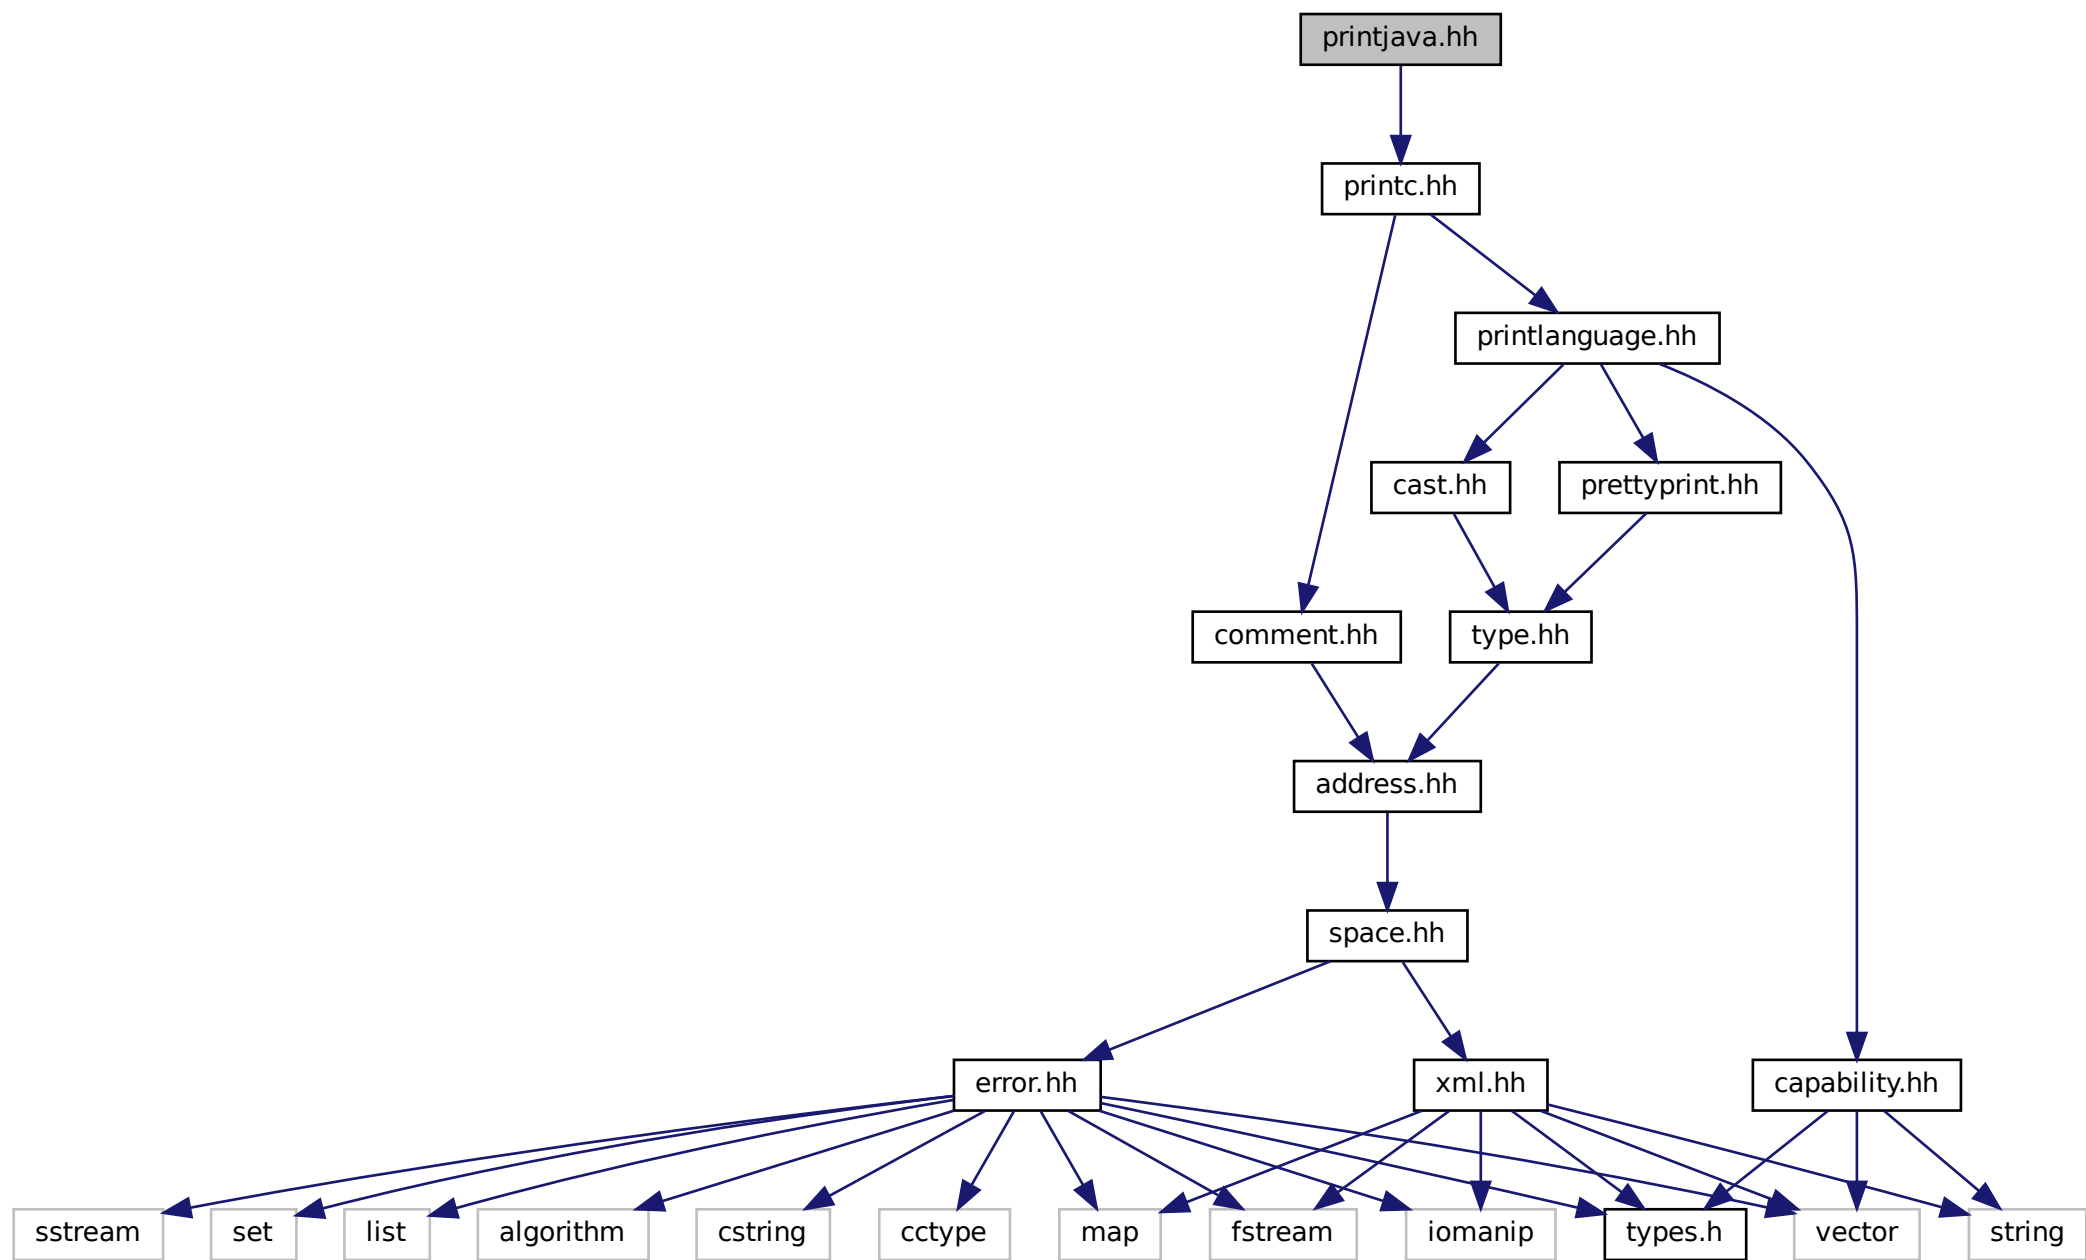 printjava.hh
printc.hh
printlanguage.hh
cast.hh
prettyprint.hh
comment.hh
type.hh
address.hh
space.hh
error.hh
xml.hh
capability.hh
sstream
set
list
algorithm
cstring
cctype
map
fstream
iomanip
types.h
vector
string